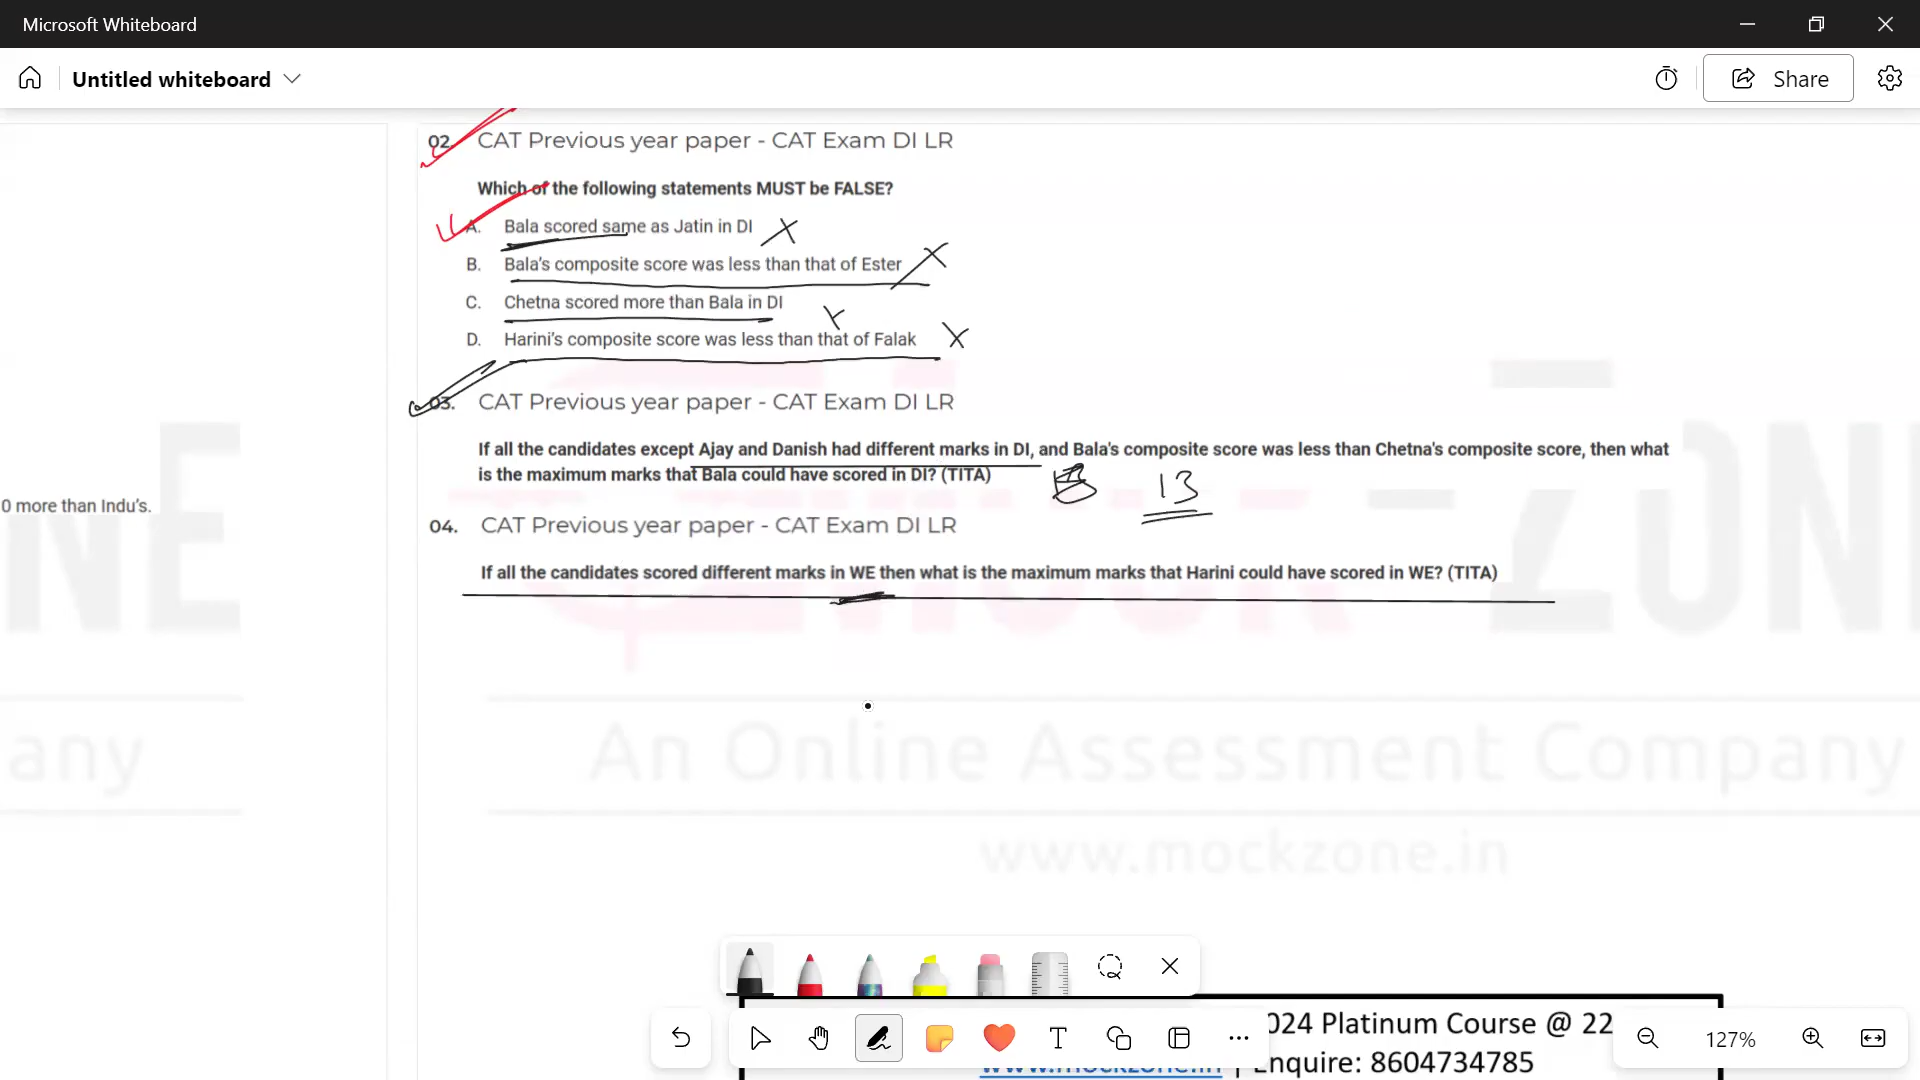 Microsoft Whiteboard
Untitled whiteboard
Share
02. CAT Previous year paper - CAT Exam DI LR
Which of the following statements MUST be FALSE?
A. Bala scored same as Jatin in DI
B. Bala's composite score was less than that of Ester
C. Chetna scored more than Bala in DI
D. Harini's composite score was less than that of Falak
03. CAT Previous year paper - CAT Exam DI LR
If all the candidates except Ajay and Danish had different marks in DI, and Bala's composite score was less than Chetna's composite score, then what
is the maximum marks that Bala could have scored in DI? (TITA)
13
0 more than Indu's.
04. CAT Previous year paper - CAT Exam DI LR
If all the candidates scored different marks in WE then what is the maximum marks that Harini could have scored in WE? (TITA)
NE
ZON
any
An Online Assessment Company
www.mockzone.in
024 Platinum Course @ 22
www.mockzone.in | Enquire: 8604734785
127%